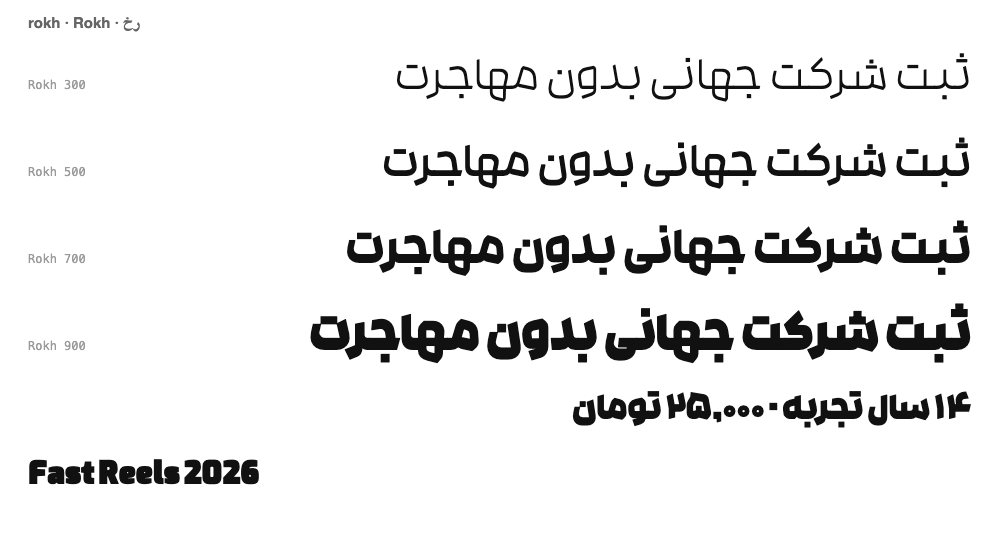 rokh · Rokh · رخ
Rokh 300
ثبت شرکت جهانی بدون مهاجرت
Rokh 500
ثبت شرکت جهانی بدون مهاجرت
Rokh 700
ثبت شرکت جهانی بدون مهاجرت
Rokh 900
ثبت شرکت جهانی بدون مهاجرت
۱۴ سال تجربه · ۲۵,۰۰۰ تومان
Fast Reels 2026